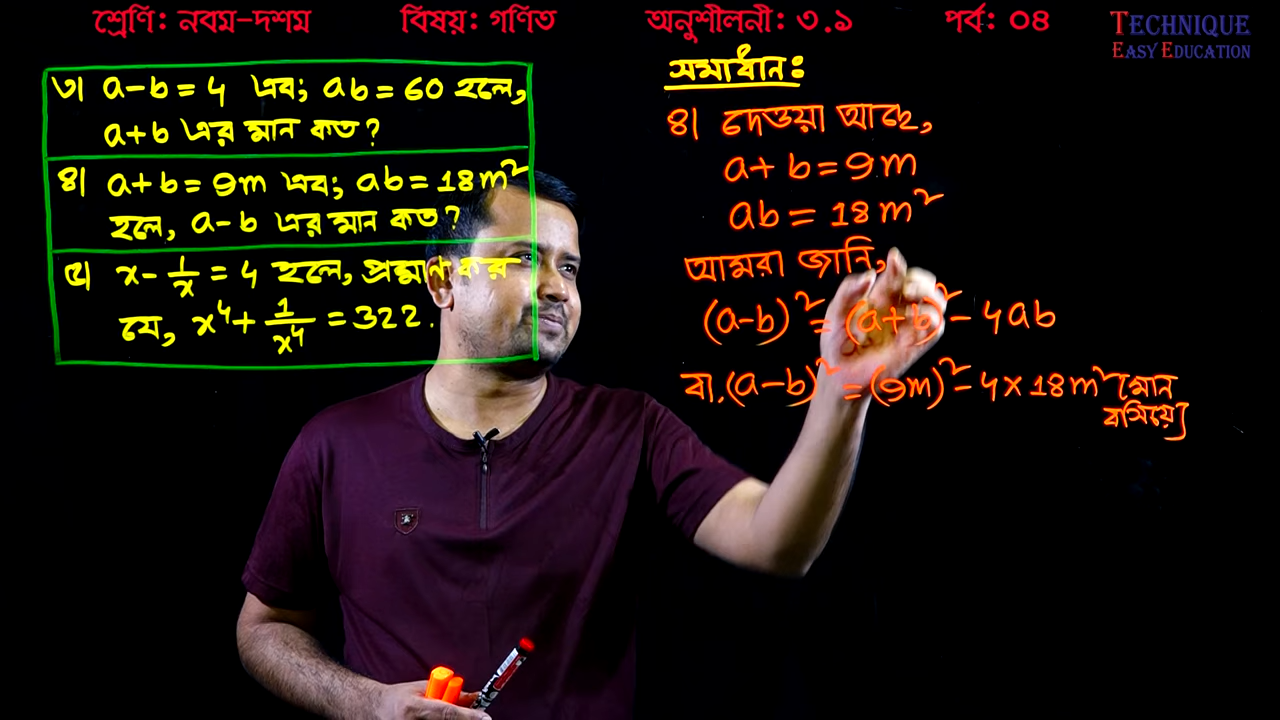 শ্রেণি: নবম-দশম বিষয়: গণিত অনুশীলনী: ৩.১ পর্ব: ০৪
TECHNIQUE
EASY EDUCATION
৩। a-b = 4 এবং ab = 60 হলে,
a+b এর মান কত?
৪। a+b = 9m এবং ab = 18m²
হলে, a-b এর মান কত?
৫। x - 1/x = 4 হলে, প্রমাণ কর
যে, x⁴ + 1/x⁴ = 322.
সমাধান:
৪। দেওয়া আছে,
a+b = 9m
ab = 18m²
আমরা জানি,
(a-b)² = (a+b)² - 4ab
বা, (a-b)² = (9m)² - 4×18m² [মান
বসিয়ে]